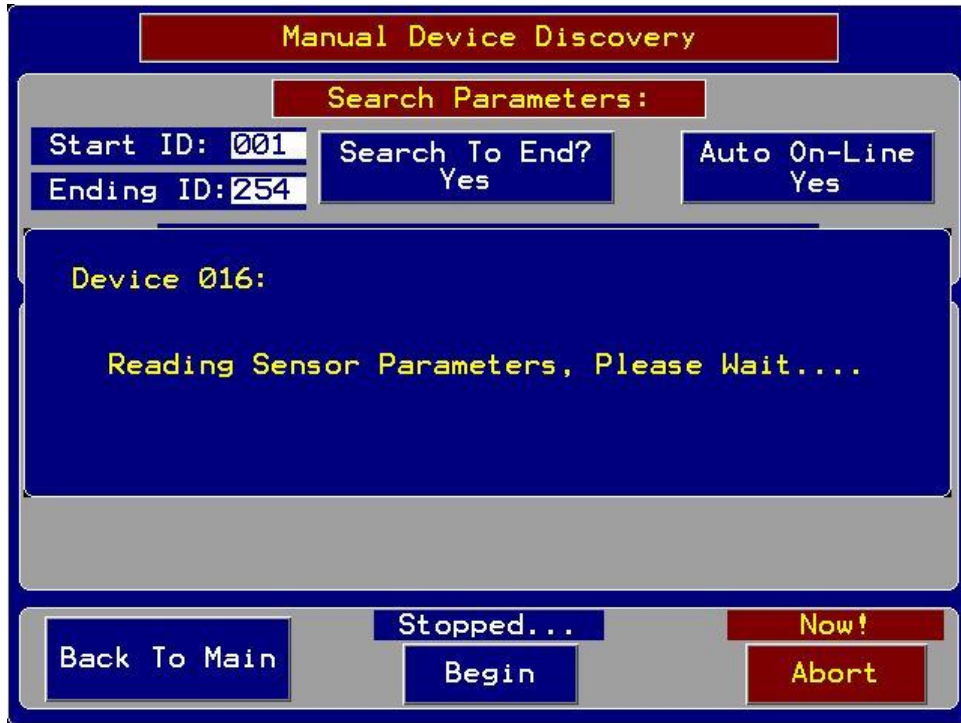 Manual Device Discovery
Search Parameters:
Start ID: 001
Ending ID: 254
Search To End?
Yes
Auto On-Line
Yes
Device 016:
Reading Sensor Parameters, Please Wait....
Back To Main
Stopped...
Begin
Now!
Abort